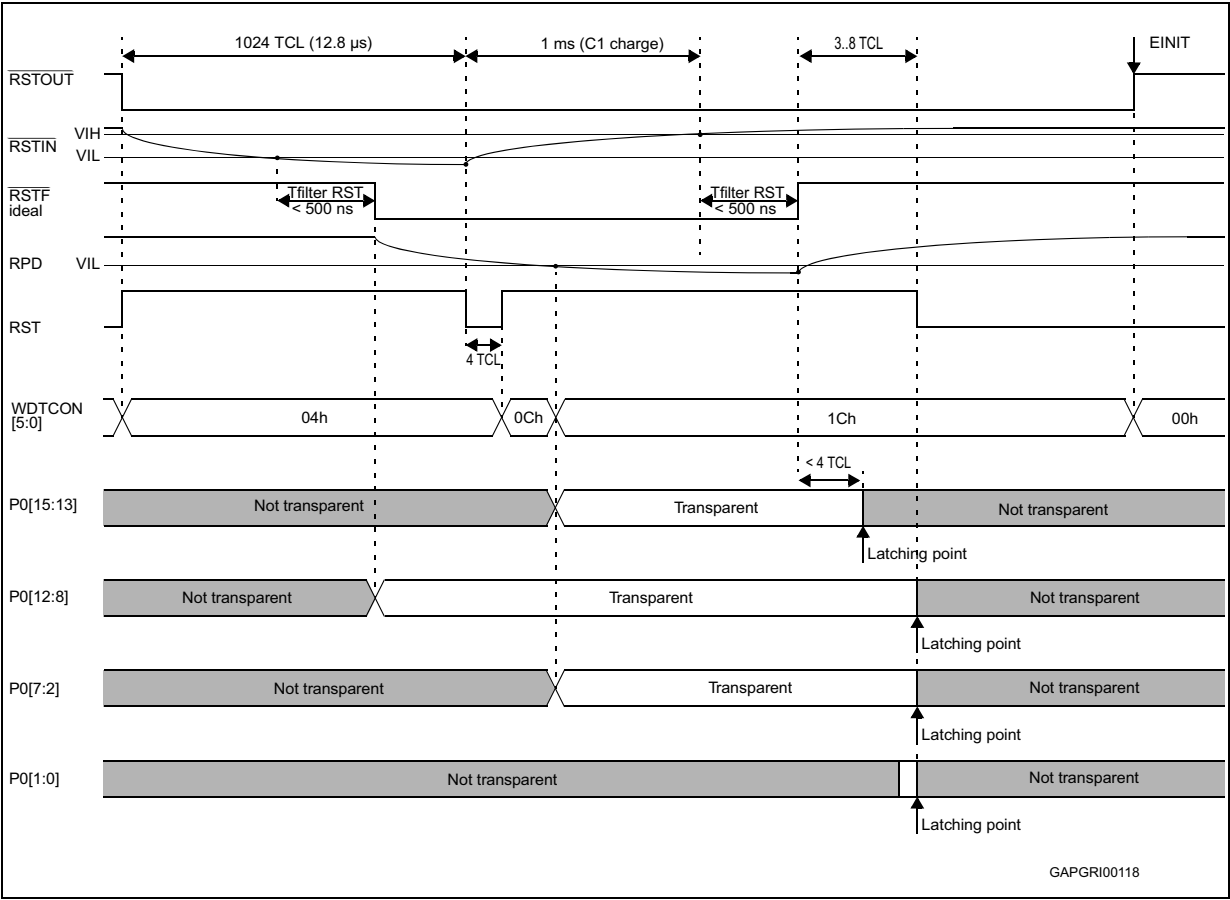 1024 TCL (12.8 µs)
1 ms (C1 charge)
3..8 TCL
EINIT
RSTOUT
RSTIN
VIH
VIL
RSTF
ideal
Tfilter RST
< 500 ns
Tfilter RST
< 500 ns
RPD
VIL
RST
4 TCL
WDTCON
[5:0]
04h
0Ch
1Ch
00h
< 4 TCL
P0[15:13]
Not transparent
Transparent
Not transparent
Latching point
P0[12:8]
Not transparent
Transparent
Not transparent
Latching point
P0[7:2]
Not transparent
Transparent
Not transparent
Latching point
P0[1:0]
Not transparent
Not transparent
Latching point
GAPGRI00118